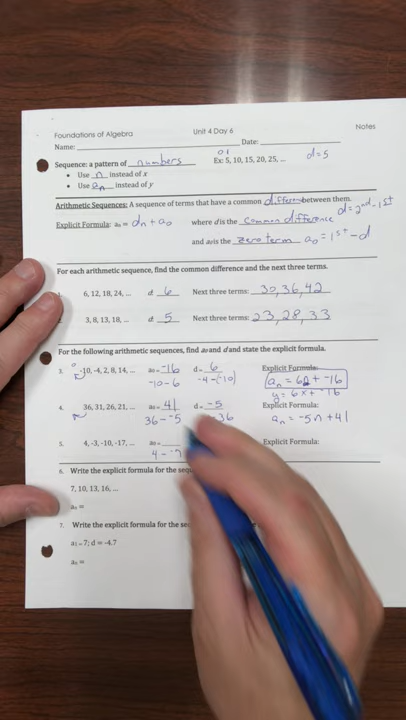 Foundations of Algebra Unit 4 Day 6 Notes
Name: Date:
Sequence: a pattern of numbers Ex: 5, 10, 15, 20, 25, ... d=5
• Use n instead of x
• Use aₙ instead of y
Arithmetic Sequences: A sequence of terms that have a common difference between them.
d=2nd-1st
Explicit Formula: aₙ = dn + a₀ where d is the common difference
and a₀ is the zero term a₀ = 1st - d
For each arithmetic sequence, find the common difference and the next three terms.
6, 12, 18, 24, ... d 6 Next three terms: 30, 36, 42
3, 8, 13, 18, ... d 5 Next three terms: 23, 28, 33
For the following arithmetic sequences, find a₀ and d and state the explicit formula.
3. -10, -4, 2, 8, 14, ... a₀= -16 d= 6 Explicit Formula:
-10-6 -4-(-10) aₙ = 6n + -16
y = 6x + -16
4. 36, 31, 26, 21, ... a₀= 41 d= -5 Explicit Formula:
36--5 36 aₙ = -5n + 41
5. 4, -3, -10, -17, ... a₀= Explicit Formula:
4-
6. Write the explicit formula for the
7, 10, 13, 16, ...
aₙ =
7. Write the explicit formula for the
a₁ = 7; d = -4.7
aₙ =